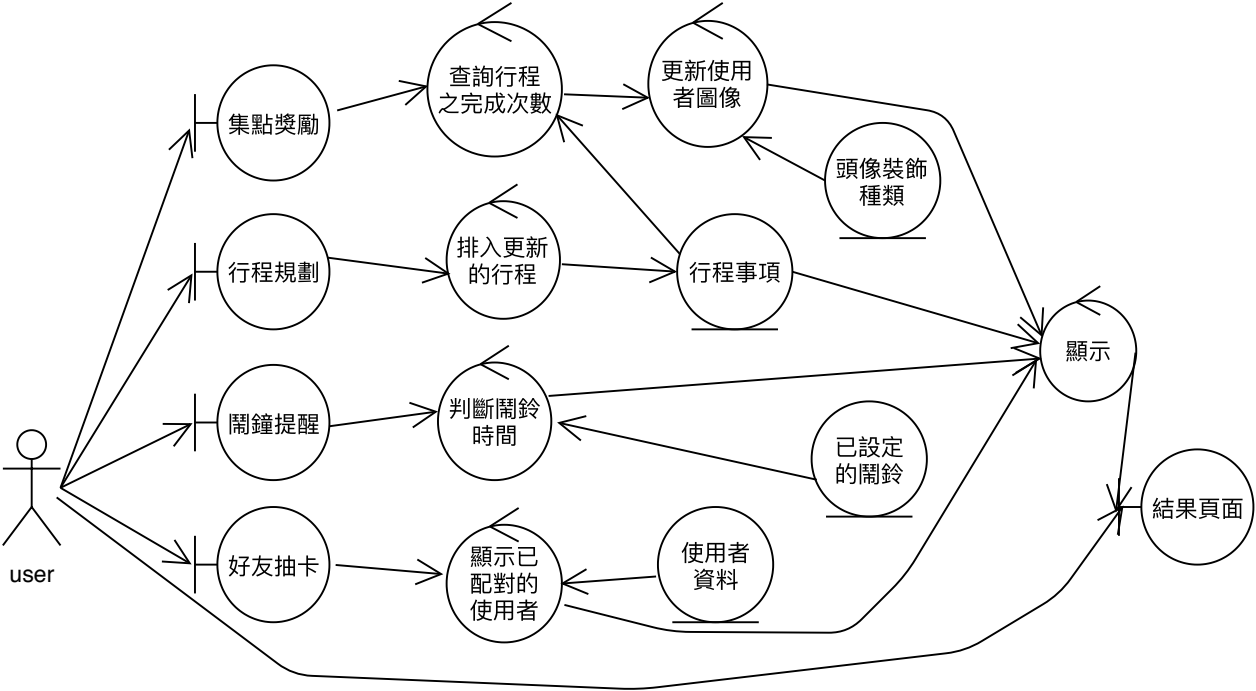 集點獎勵
查詢行程
之完成次數
更新使用
者圖像
頭像裝飾
種類
行程規劃
排入更新
的行程
行程事項
顯示
鬧鐘提醒
判斷鬧鈴
時間
已設定
的鬧鈴
結果頁面
user
好友抽卡
顯示已
配對的
使用者
使用者
資料